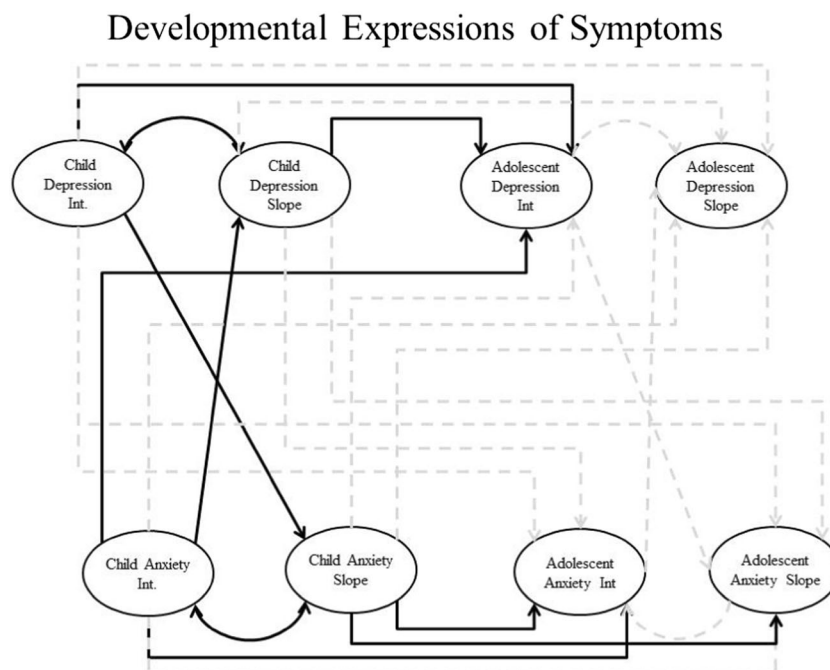 Developmental Expressions of Symptoms
Child
Depression
Int.
Child
Depression
Slope
Adolescent
Depression
Int
Adolescent
Depression
Slope
Child Anxiety
Int.
Child Anxiety
Slope
Adolescent
Anxiety Int
Adolescent
Anxiety Slope